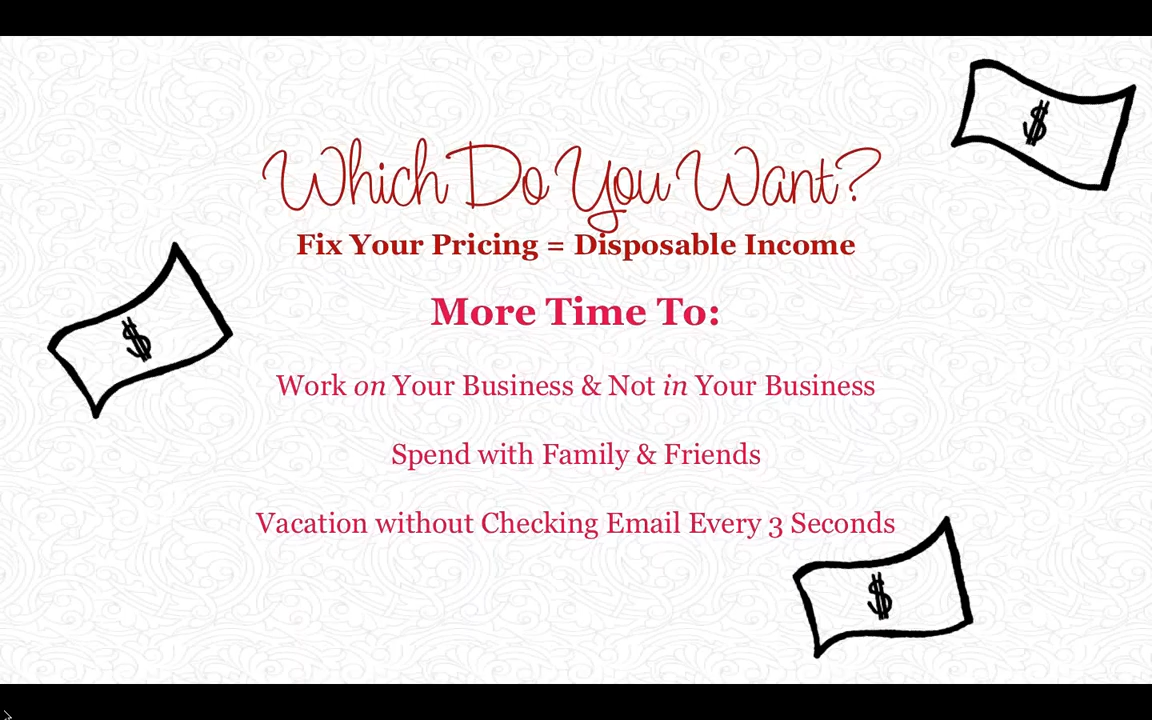 Which Do You Want?
Fix Your Pricing = Disposable Income
More Time To:
Work on Your Business & Not in Your Business
Spend with Family & Friends
Vacation without Checking Email Every 3 Seconds
$
$
$